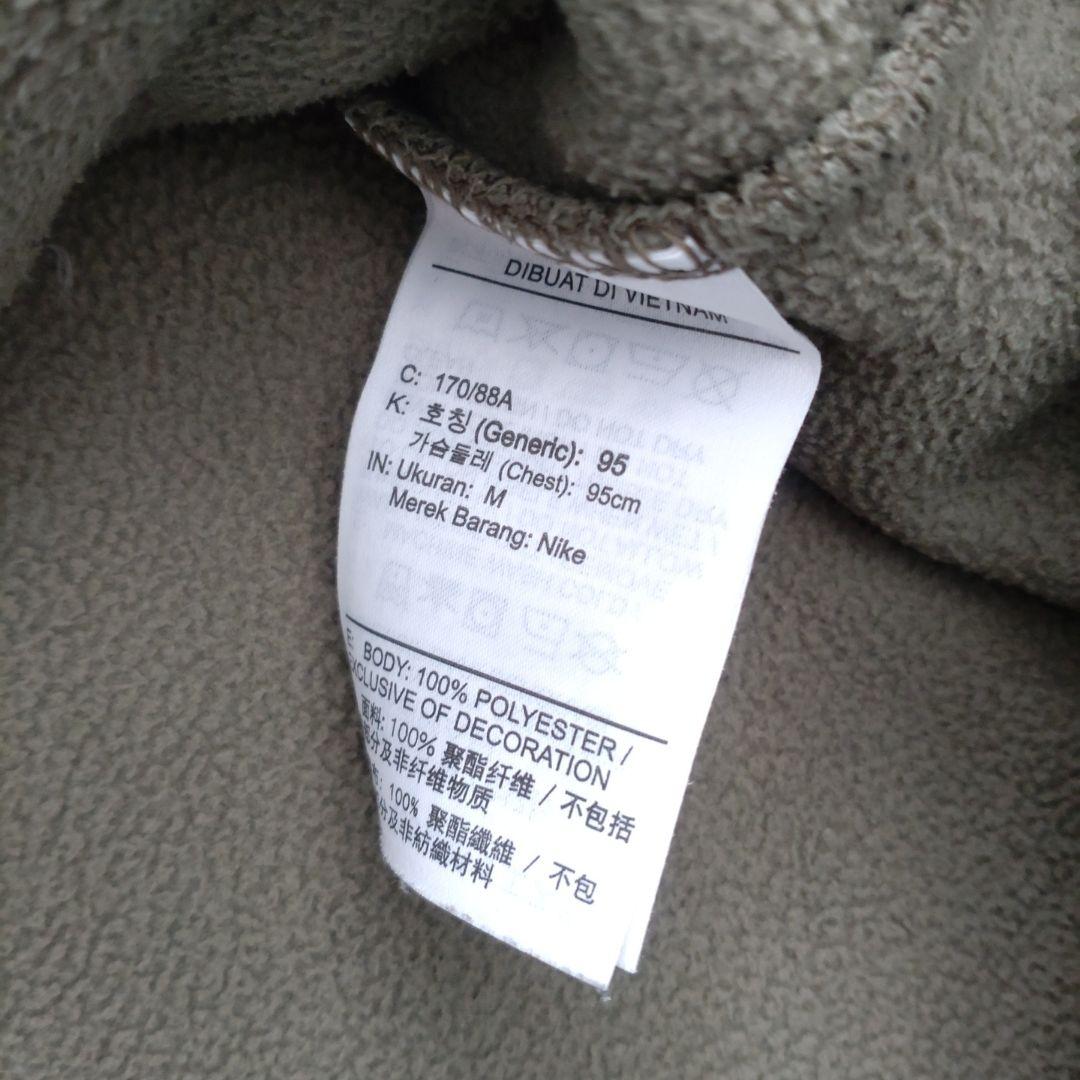 DIBUAT DI VIETNAM
C: 170/88A
K: 호칭 (Generic): 95
가슴둘레 (Chest): 95cm
IN: Ukuran: M
Merek Barang: Nike
E: BODY: 100% POLYESTER /
EXCLUSIVE OF DECORATION
面料: 100% 聚酯纤维 / 不包括
部分及非纤维物质
: 100% 聚酯纖維 / 不包
分及非紡織材料